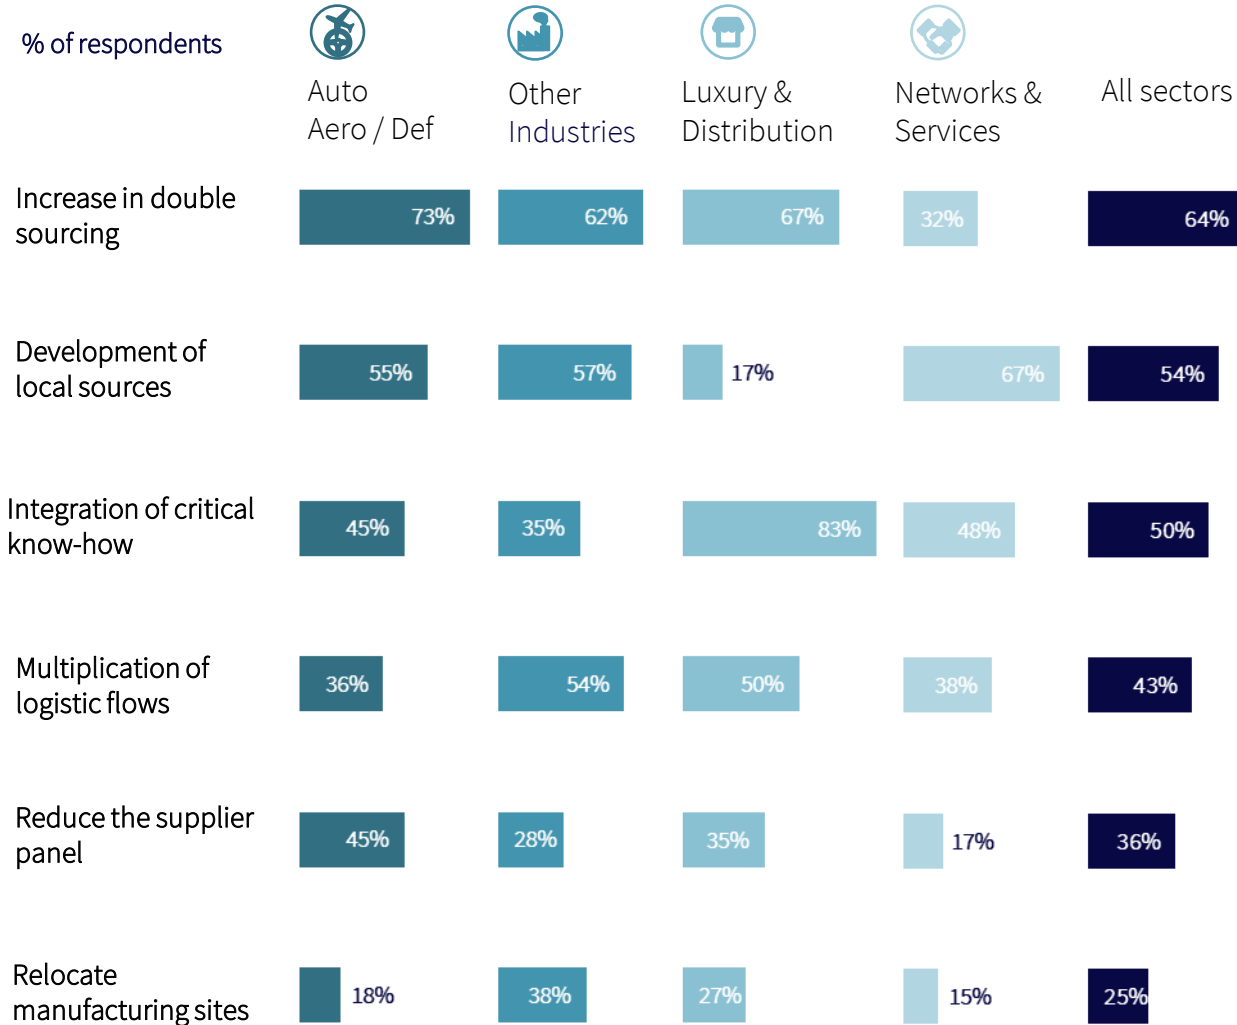 % of respondents
Auto
Aero / Def
Other
Industries
Luxury &
Distribution
Networks &
Services
All sectors
Increase in double
sourcing
73%
62%
67%
32%
64%
Development of
local sources
55%
57%
17%
67%
54%
Integration of critical
know-how
45%
35%
83%
48%
50%
Multiplication of
logistic flows
36%
54%
50%
38%
43%
Reduce the supplier
panel
45%
28%
35%
17%
36%
Relocate
manufacturing sites
18%
38%
27%
15%
25%